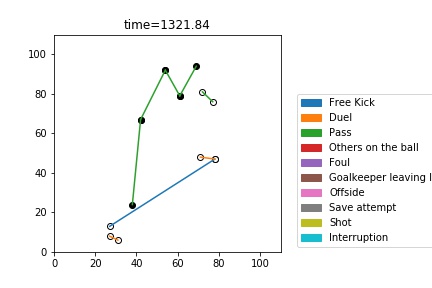 time=1321.84
100
80
60
40
20
0
0 20 40 60 80 100
Free Kick
Duel
Pass
Others on the ball
Foul
Goalkeeper leaving l
Offside
Save attempt
Shot
Interruption